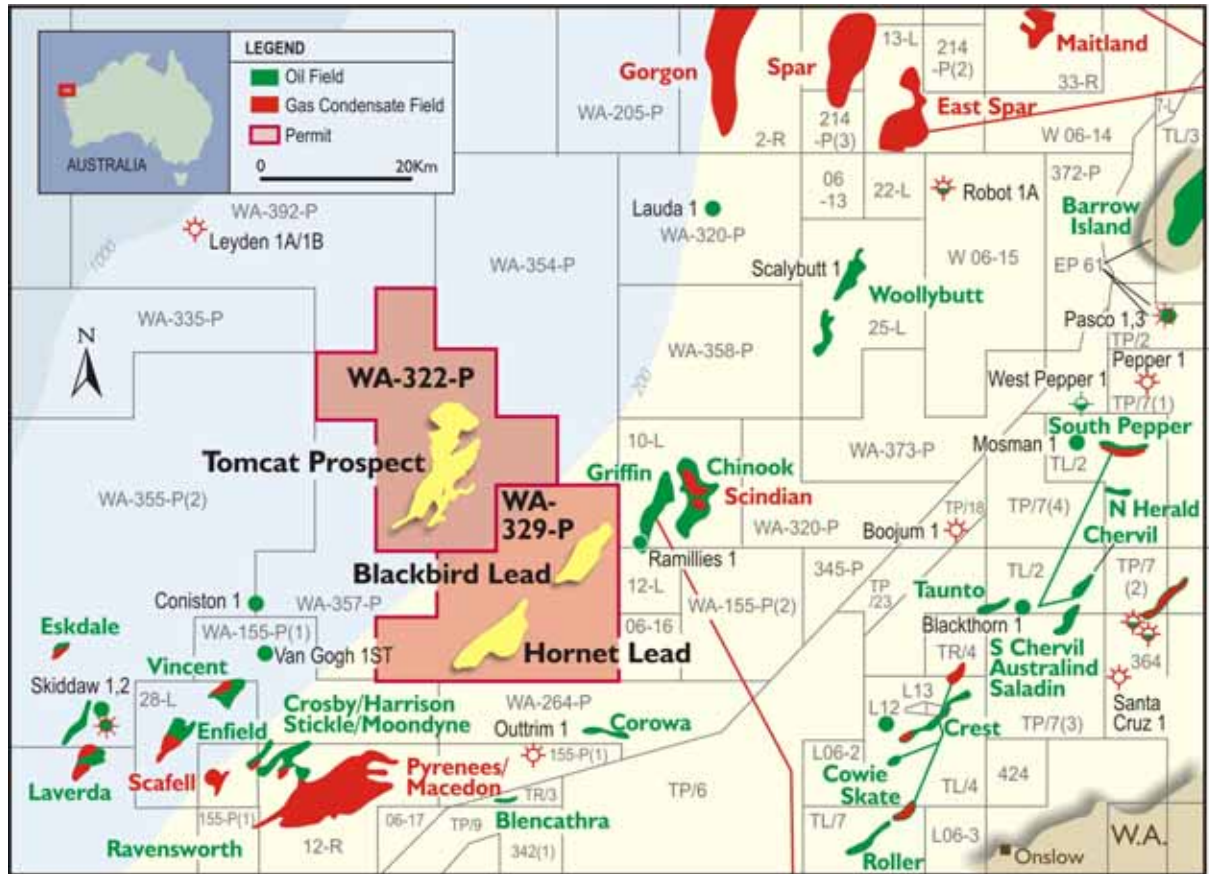 LEGEND
Oil Field
Gas Condensate Field
Permit
0 20Km
AUSTRALIA
13-L
214
-P(2)
Maitland
33-R
Gorgon
Spar
East Spar
WA-205-P
2-R
214
-P(3)
W 06-14
7-L
TL/3
WA-392-P
Leyden 1A/1B
1000
WA-354-P
Lauda 1
WA-320-P
06
-13
22-L
Robot 1A
372-P
Barrow
Island
EP 61
W 06-15
Scalybutt 1
Woollybutt
25-L
Pasco 1,3
TP/2
WA-335-P
N
200
WA-358-P
West Pepper 1
Pepper 1
TP/7(1)
WA-322-P
Tomcat Prospect
WA-355-P(2)
10-L
Griffin
Chinook
Scindian
WA-373-P
Mosman 1
TL/2
South Pepper
WA-
329-P
WA-320-P
Ramillies 1
TP/18
Boojum 1
TP/7(4)
N Herald
Chervil
Blackbird Lead
Coniston 1
WA-357-P
12-L
WA-155-P(2)
345-P
TP
/23
Taunto
TL/2
TP/7
(2)
Blackthorn 1
Eskdale
WA-155-P(1)
Van Gogh 1ST
Hornet Lead
06-16
TR/4
S Chervil
Australind
Saladin
364
Santa
Cruz 1
Skiddaw 1,2
28-L
Vincent
Enfield
Crosby/Harrison
Stickle/Moondyne
WA-264-P
Outtrim 1
155-P(1)
Corowa
L13
L12
Crest
TP/7(3)
Laverda
Scafell
Pyrenees/
Macedon
L06-2
Cowie
Skate
TL/4
424
155-P(1)
Ravensworth
12-R
06-17
TP/9
TR/3
Blencathra
342(1)
TP/6
TL/7
Roller
L06-3
Onslow
W.A.